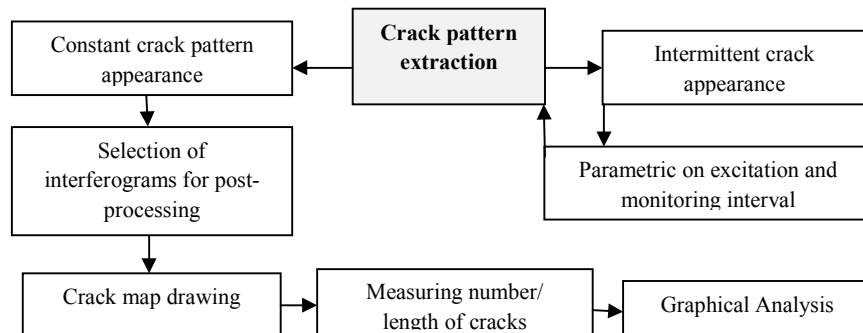 Constant crack pattern
appearance
Crack pattern
extraction
Intermittent crack
appearance
Selection of
interferograms for post-
processing
Parametric on excitation and
monitoring interval
Crack map drawing
Measuring number/
length of cracks
Graphical Analysis